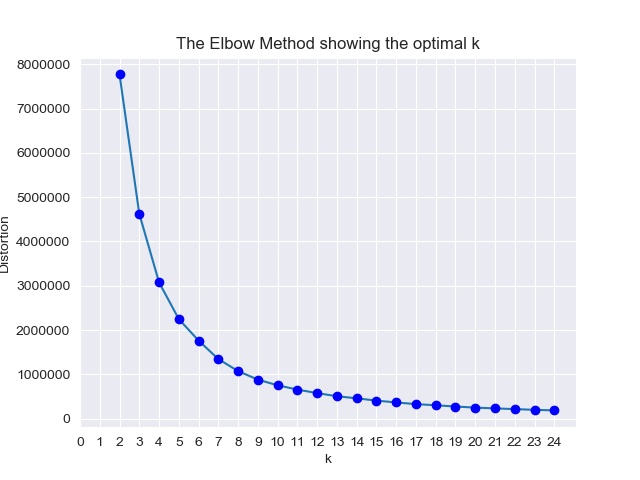 The Elbow Method showing the optimal k
8000000
7000000
6000000
5000000
4000000
3000000
2000000
1000000
0
Distortion
0 1 2 3 4 5 6 7 8 9 10 11 12 13 14 15 16 17 18 19 20 21 22 23 24
k